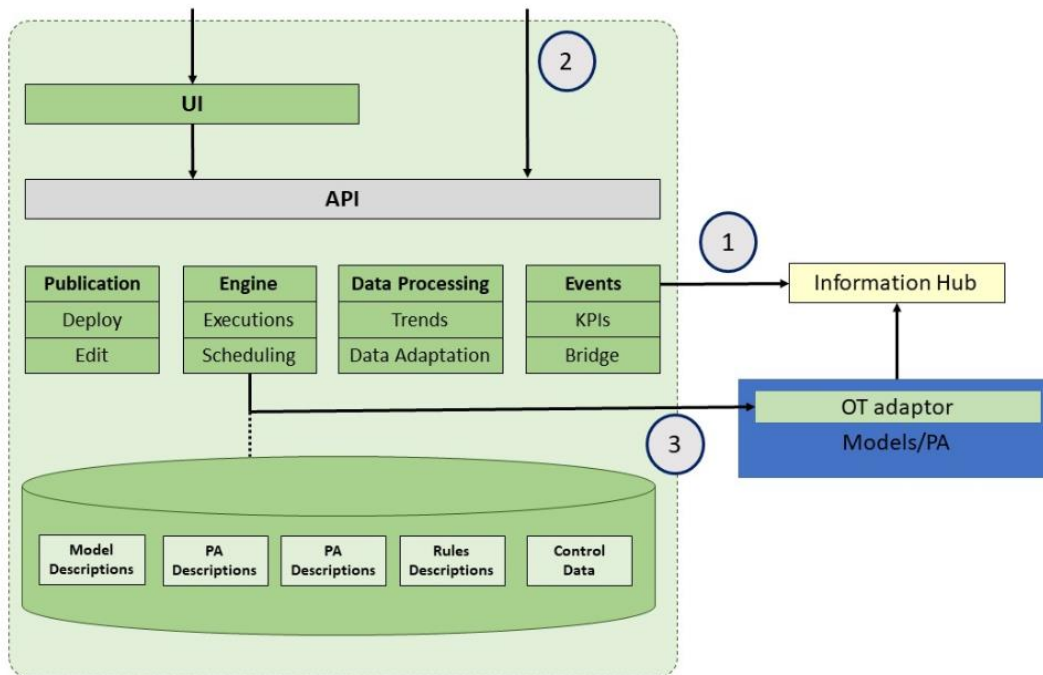 2
UI
API
1
Publication
Deploy
Edit
Engine
Executions
Scheduling
Data Processing
Trends
Data Adaptation
Events
KPIs
Bridge
Information Hub
OT adaptor
Models/PA
3
Model
Descriptions
PA
Descriptions
PA
Descriptions
Rules
Descriptions
Control
Data